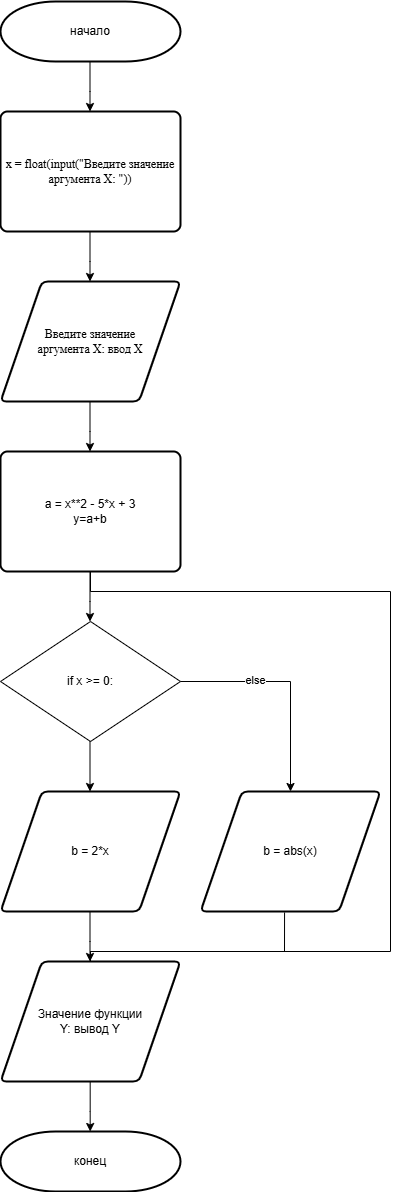 начало
x = float(input("Введите значение
аргумента X: "))
Введите значение
аргумента X: ввод X
a = x**2 - 5*x + 3
y=a+b
if x >= 0:
else
b = 2*x
b = abs(x)
Значение функции
Y: вывод Y
конец